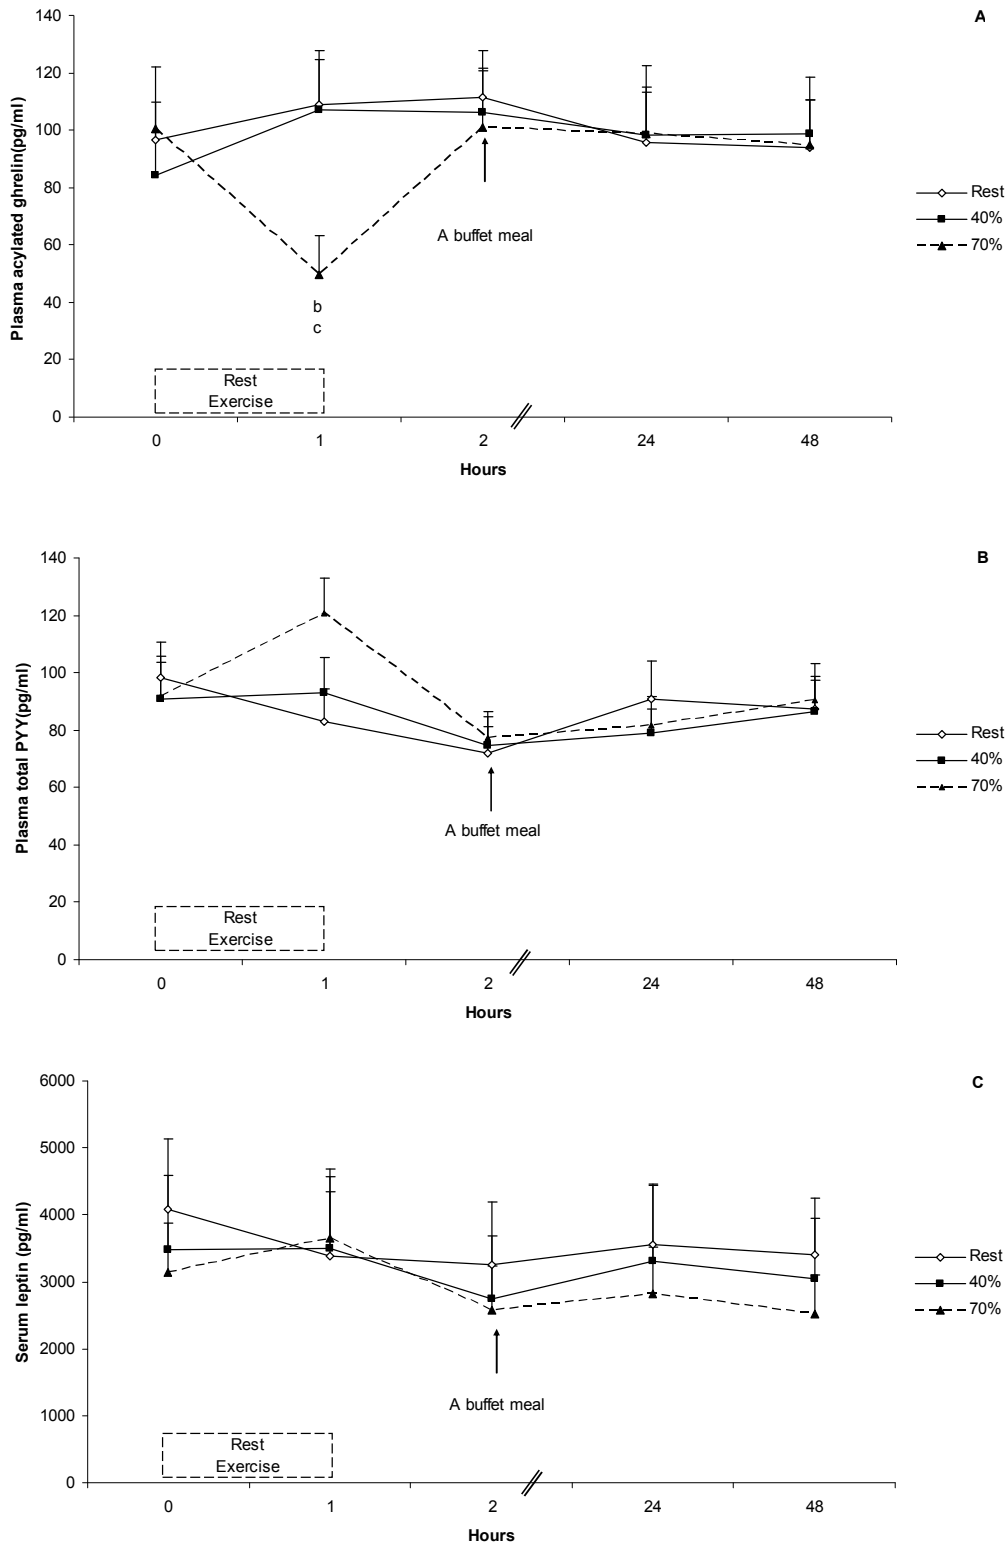 A
140
120
100
80
60
40
20
0
Plasma acylated ghrelin(pg/ml)
A buffet meal
b
c
Rest
Exercise
0 1 2 24 48
Hours
Rest
40%
70%
B
140
120
100
80
60
40
20
0
Plasma total PYY(pg/ml)
A buffet meal
Rest
Exercise
0 1 2 24 48
Hours
Rest
40%
70%
C
6000
5000
4000
3000
2000
1000
0
Serum leptin (pg/ml)
A buffet meal
Rest
Exercise
0 1 2 24 48
Hours
Rest
40%
70%